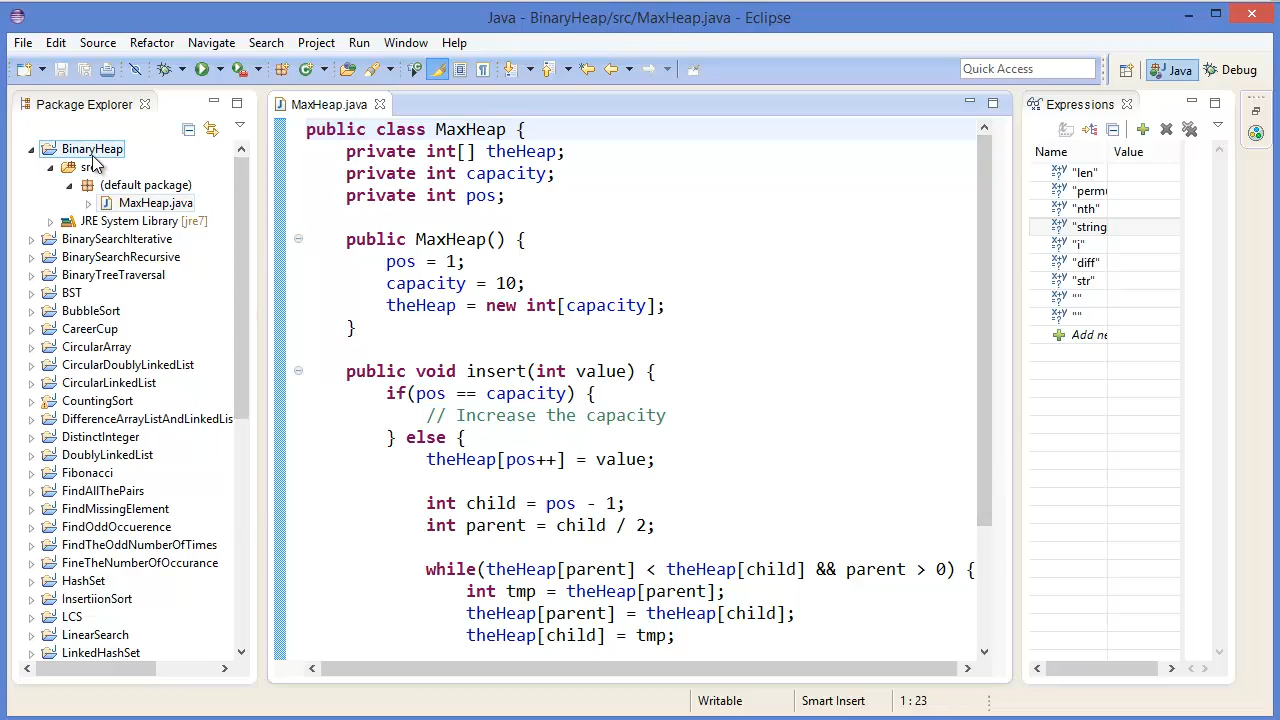 Java - BinaryHeap/src/MaxHeap.java - Eclipse
File Edit Source Refactor Navigate Search Project Run Window Help
Quick Access
Java
Debug
Package Explorer
BinaryHeap
src
(default package)
MaxHeap.java
JRE System Library [jre7]
BinarySearchIterative
BinarySearchRecursive
BinaryTreeTraversal
BST
BubbleSort
CareerCup
CircularArray
CircularDoublyLinkedList
CircularLinkedList
CountingSort
DifferenceArrayListAndLinkedLis
DistinctInteger
DoublyLinkedList
Fibonacci
FindAllThePairs
FindMissingElement
FindOddOccuerence
FindTheOddNumberOfTimes
FineTheNumberOfOccurance
HashSet
InsertionSort
LCS
LinearSearch
LinkedHashSet
MaxHeap.java
public class MaxHeap {
private int[] theHeap;
private int capacity;
private int pos;
public MaxHeap() {
pos = 1;
capacity = 10;
theHeap = new int[capacity];
}
public void insert(int value) {
if(pos == capacity) {
// Increase the capacity
} else {
theHeap[pos++] = value;
int child = pos - 1;
int parent = child / 2;
while(theHeap[parent] < theHeap[child] && parent > 0) {
int tmp = theHeap[parent];
theHeap[parent] = theHeap[child];
theHeap[child] = tmp;
Expressions
Name Value
"len"
"permu
"nth"
"string
"i"
"diff"
"str"
""
""
Add ne
Writable
Smart Insert
1 : 23